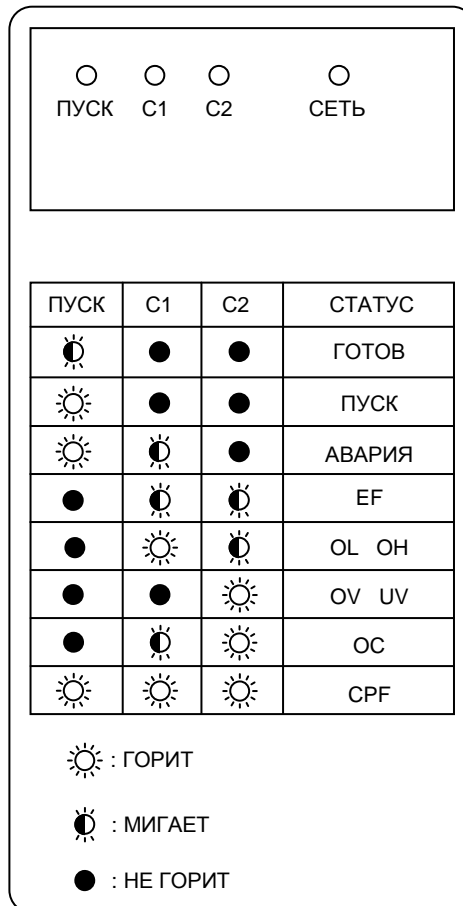 ПУСК C1 C2 СЕТЬ
ПУСК C1 C2 СТАТУС
ГОТОВ
ПУСК
АВАРИЯ
EF
OL OH
OV UV
OC
CPF
: ГОРИТ
: МИГАЕТ
: НЕ ГОРИТ